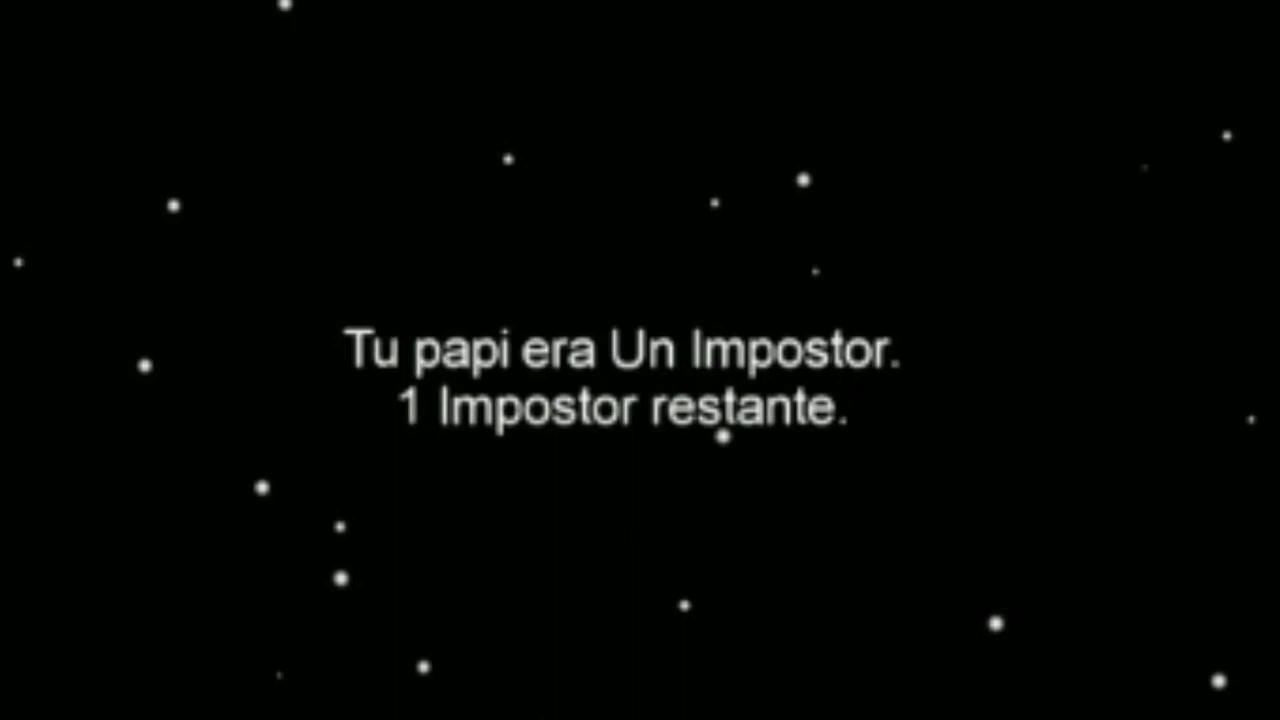 Tu papi era Un Impostor.
1 Impostor restante.